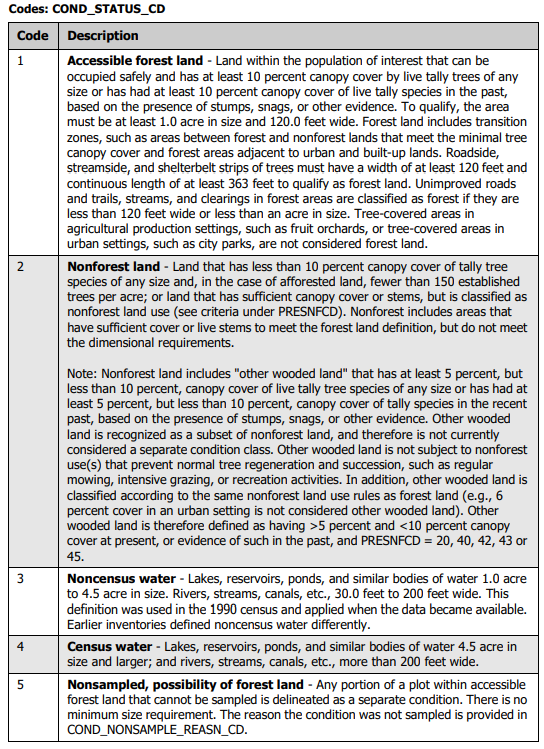 Codes: COND_STATUS_CD
Code Description
1 Accessible forest land - Land within the population of interest that can be
occupied safely and has at least 10 percent canopy cover by live tally trees of any
size or has had at least 10 percent canopy cover of live tally species in the past,
based on the presence of stumps, snags, or other evidence. To qualify, the area
must be at least 1.0 acre in size and 120.0 feet wide. Forest land includes transition
zones, such as areas between forest and nonforest lands that meet the minimal tree
canopy cover and forest areas adjacent to urban and built-up lands. Roadside,
streamside, and shelterbelt strips of trees must have a width of at least 120 feet and
continuous length of at least 363 feet to qualify as forest land. Unimproved roads
and trails, streams, and clearings in forest areas are classified as forest if they are
less than 120 feet wide or less than an acre in size. Tree-covered areas in
agricultural production settings, such as fruit orchards, or tree-covered areas in
urban settings, such as city parks, are not considered forest land.
2 Nonforest land - Land that has less than 10 percent canopy cover of tally tree
species of any size and, in the case of afforested land, fewer than 150 established
trees per acre; or land that has sufficient canopy cover or stems, but is classified as
nonforest land use (see criteria under PRESNFCD). Nonforest includes areas that
have sufficient cover or live stems to meet the forest land definition, but do not meet
the dimensional requirements.
Note: Nonforest land includes "other wooded land" that has at least 5 percent, but
less than 10 percent, canopy cover of live tally tree species of any size or has had at
least 5 percent, but less than 10 percent, canopy cover of tally species in the recent
past, based on the presence of stumps, snags, or other evidence. Other wooded
land is recognized as a subset of nonforest land, and therefore is not currently
considered a separate condition class. Other wooded land is not subject to nonforest
use(s) that prevent normal tree regeneration and succession, such as regular
mowing, intensive grazing, or recreation activities. In addition, other wooded land is
classified according to the same nonforest land use rules as forest land (e.g., 6
percent cover in an urban setting is not considered other wooded land). Other
wooded land is therefore defined as having >5 percent and <10 percent canopy
cover at present, or evidence of such in the past, and PRESNFCD = 20, 40, 42, 43 or
45.
3 Noncensus water - Lakes, reservoirs, ponds, and similar bodies of water 1.0 acre
to 4.5 acre in size. Rivers, streams, canals, etc., 30.0 feet to 200 feet wide. This
definition was used in the 1990 census and applied when the data became available.
Earlier inventories defined noncensus water differently.
4 Census water - Lakes, reservoirs, ponds, and similar bodies of water 4.5 acre in
size and larger; and rivers, streams, canals, etc., more than 200 feet wide.
5 Nonsampled, possibility of forest land - Any portion of a plot within accessible
forest land that cannot be sampled is delineated as a separate condition. There is no
minimum size requirement. The reason the condition was not sampled is provided in
COND_NONSAMPLE_REASN_CD.